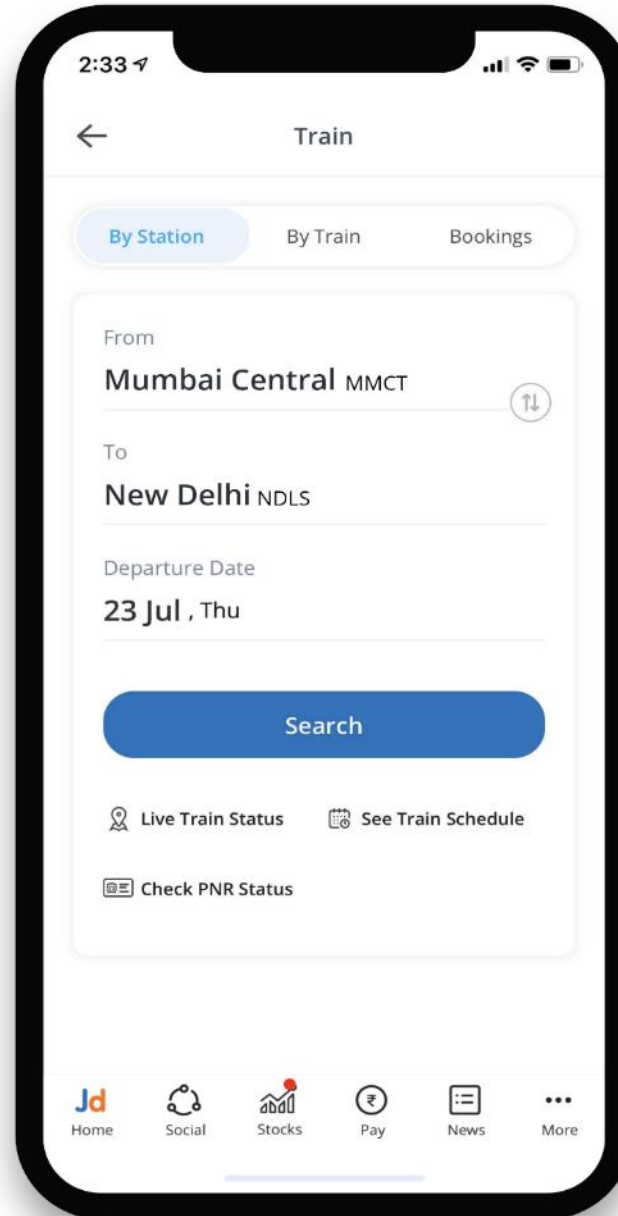 2:33
Train
By Station By Train Bookings
From
Mumbai Central MMCT
To
New Delhi NDLS
Departure Date
23 Jul , Thu
Search
Live Train Status See Train Schedule
Check PNR Status
Jd
Home Social Stocks Pay News More